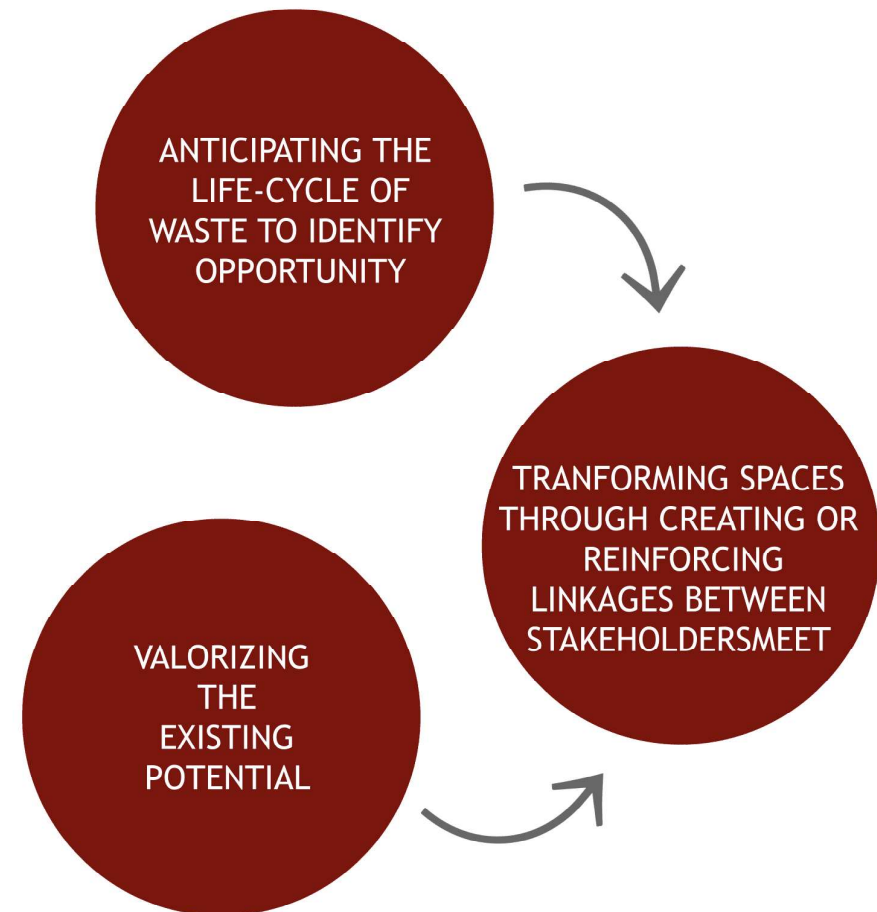 ANTICIPATING THE
LIFE-CYCLE OF
WASTE TO IDENTIFY
OPPORTUNITY
TRANFORMING SPACES
THROUGH CREATING OR
REINFORCING
LINKAGES BETWEEN
STAKEHOLDERSMEET
VALORIZING
THE
EXISTING
POTENTIAL